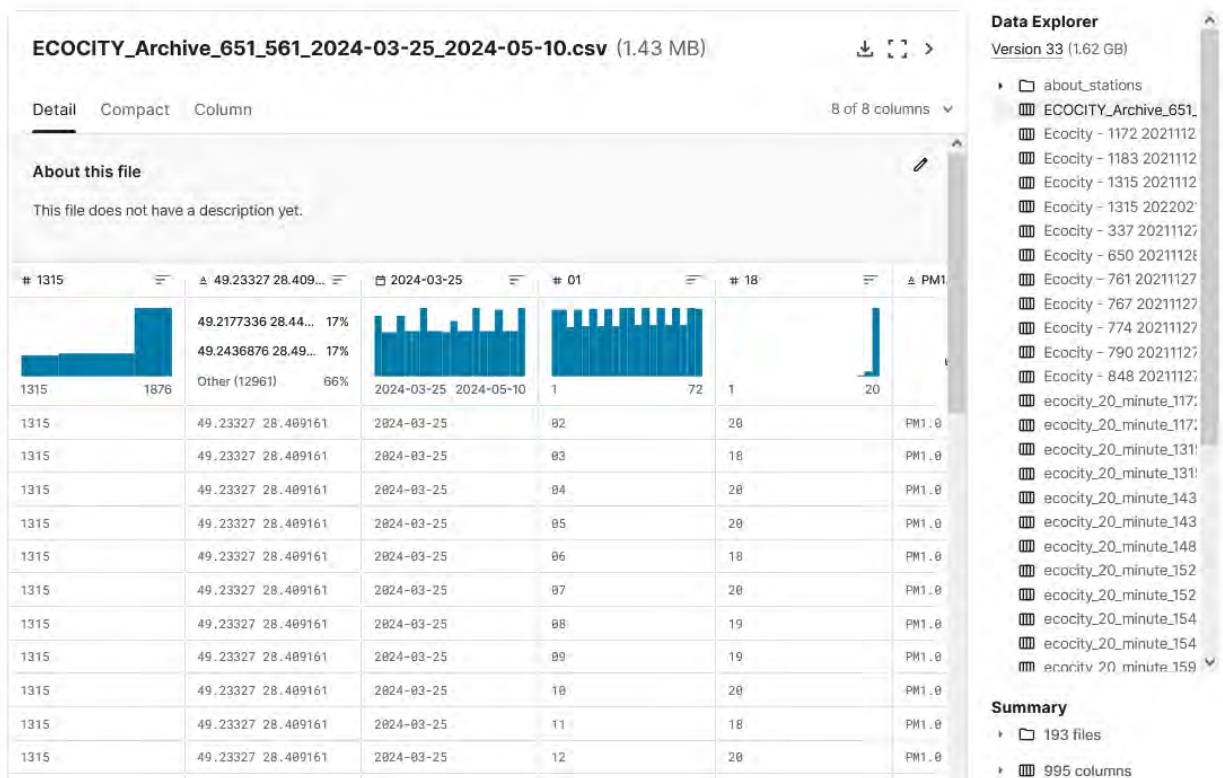 ECOCITY_Archive_651_561_2024-03-25_2024-05-10.csv (1.43 MB)
Detail Compact Column
8 of 8 columns
About this file
This file does not have a description yet.
# 1315 49.23327 28.409... 2024-03-25 # 01 # 18 PM1.
49.2177336 28.44... 17%
49.2436876 28.49... 17%
Other (12961) 66%
1315 1876 2024-03-25 2024-05-10 1 72 1 20
1315 49.23327 28.409161 2024-03-25 02 20 PM1.0
1315 49.23327 28.409161 2024-03-25 03 18 PM1.0
1315 49.23327 28.409161 2024-03-25 04 20 PM1.0
1315 49.23327 28.409161 2024-03-25 05 20 PM1.0
1315 49.23327 28.409161 2024-03-25 06 18 PM1.0
1315 49.23327 28.409161 2024-03-25 07 20 PM1.0
1315 49.23327 28.409161 2024-03-25 08 19 PM1.0
1315 49.23327 28.409161 2024-03-25 09 19 PM1.0
1315 49.23327 28.409161 2024-03-25 10 20 PM1.0
1315 49.23327 28.409161 2024-03-25 11 18 PM1.0
1315 49.23327 28.409161 2024-03-25 12 20 PM1.0
Data Explorer
Version 33 (1.62 GB)
about_stations
ECOCITY_Archive_651_
Ecocity - 1172 2021112
Ecocity - 1183 2021112
Ecocity - 1315 2021112
Ecocity - 1315 202202
Ecocity - 337 20211127
Ecocity - 650 20211128
Ecocity - 761 20211127
Ecocity - 767 20211127
Ecocity - 774 20211127
Ecocity - 790 20211127
Ecocity - 848 20211127
ecocity_20_minute_1172
ecocity_20_minute_1172
ecocity_20_minute_1315
ecocity_20_minute_1315
ecocity_20_minute_143
ecocity_20_minute_143
ecocity_20_minute_148
ecocity_20_minute_152
ecocity_20_minute_152
ecocity_20_minute_154
ecocity_20_minute_154
ecocity_20_minute_159
Summary
193 files
995 columns